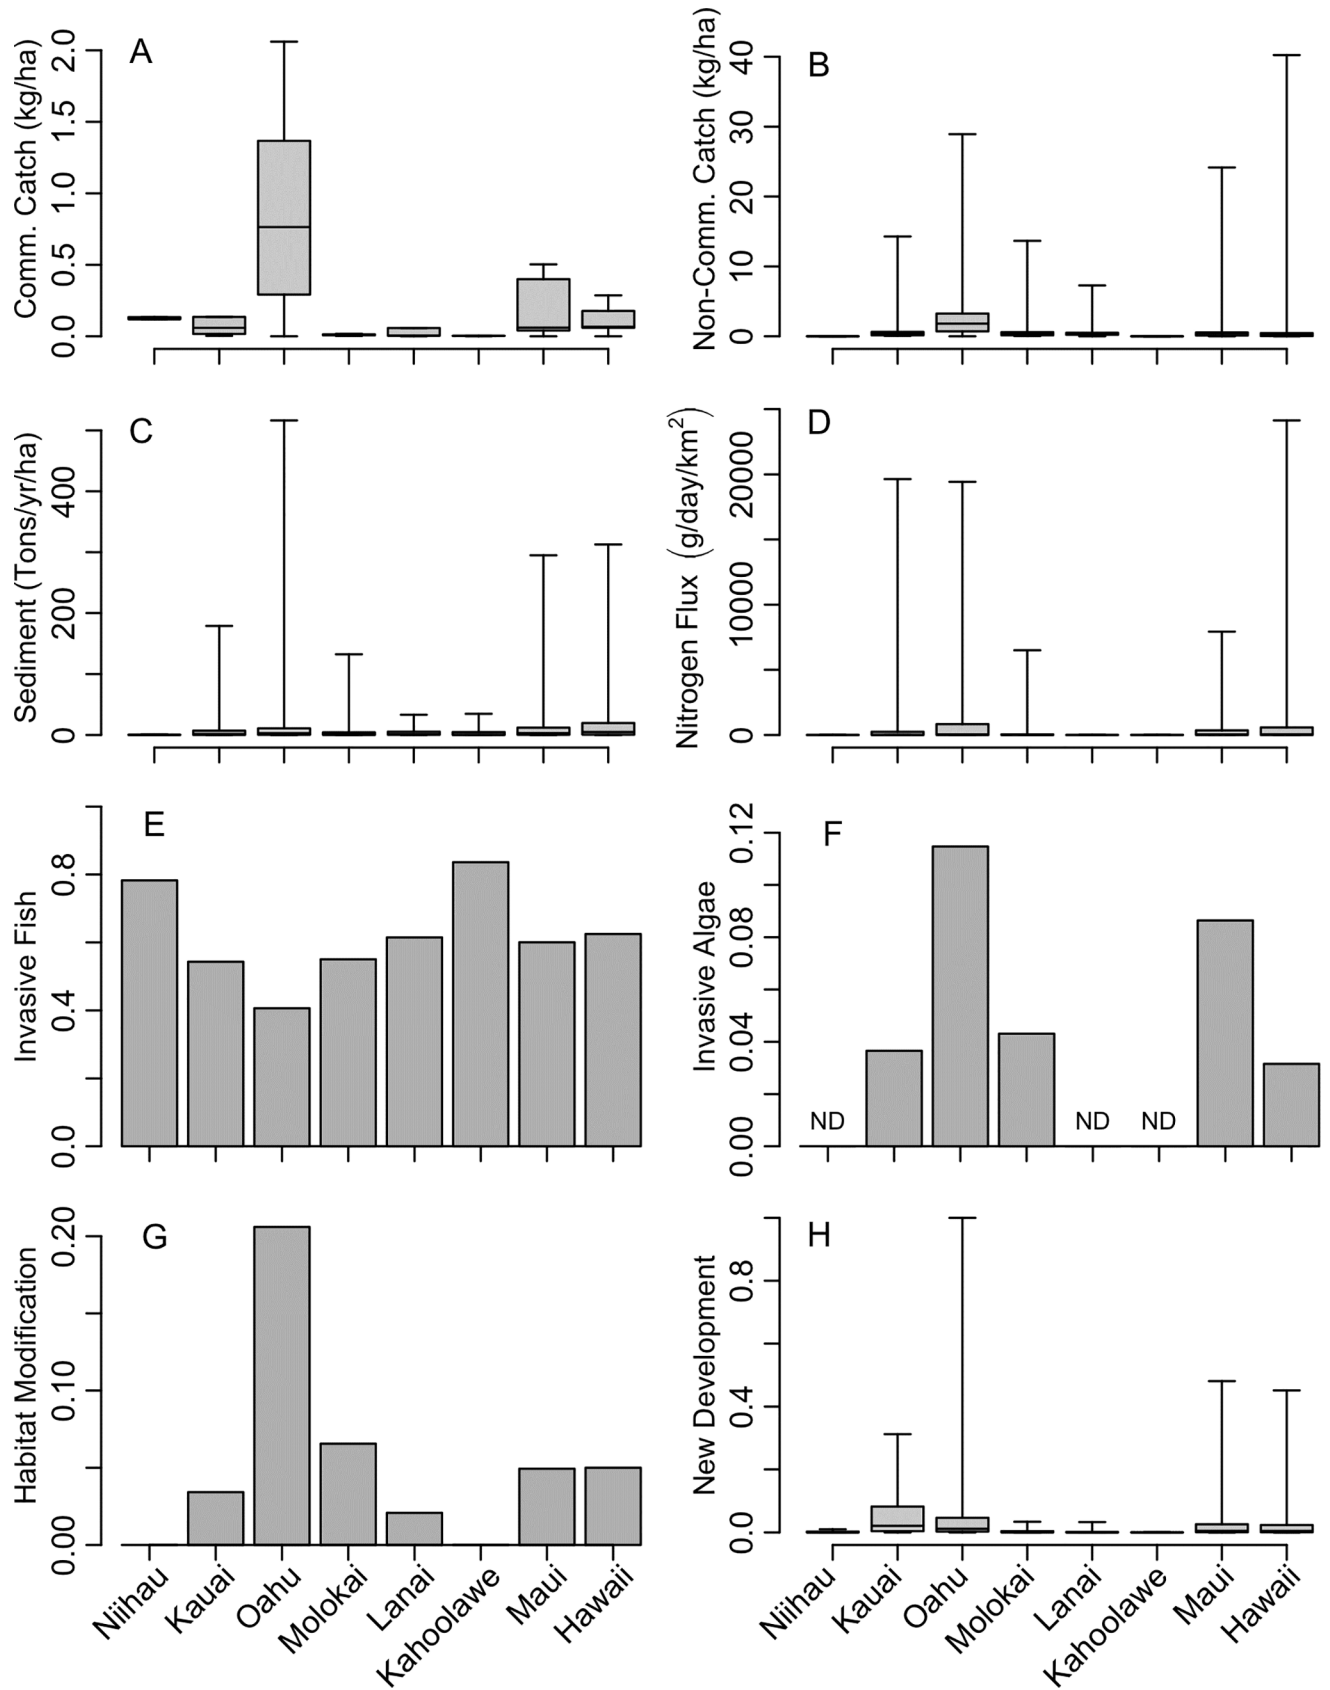 A
Comm. Catch (kg/ha)
0.0 0.5 1.0 1.5 2.0
B
Non-Comm. Catch (kg/ha)
0 10 20 30 40
C
Sediment (Tons/yr/ha)
0 200 400
D
Nitrogen Flux (g/day/km²)
0 10000 20000
E
Invasive Fish
0.0 0.4 0.8
F
Invasive Algae
0.00 0.04 0.08 0.12
ND ND ND
G
Habitat Modification
0.00 0.10 0.20
H
New Development
0.0 0.4 0.8
Niihau Kauai Oahu Molokai Lanai Kahoolawe Maui Hawaii
Niihau Kauai Oahu Molokai Lanai Kahoolawe Maui Hawaii